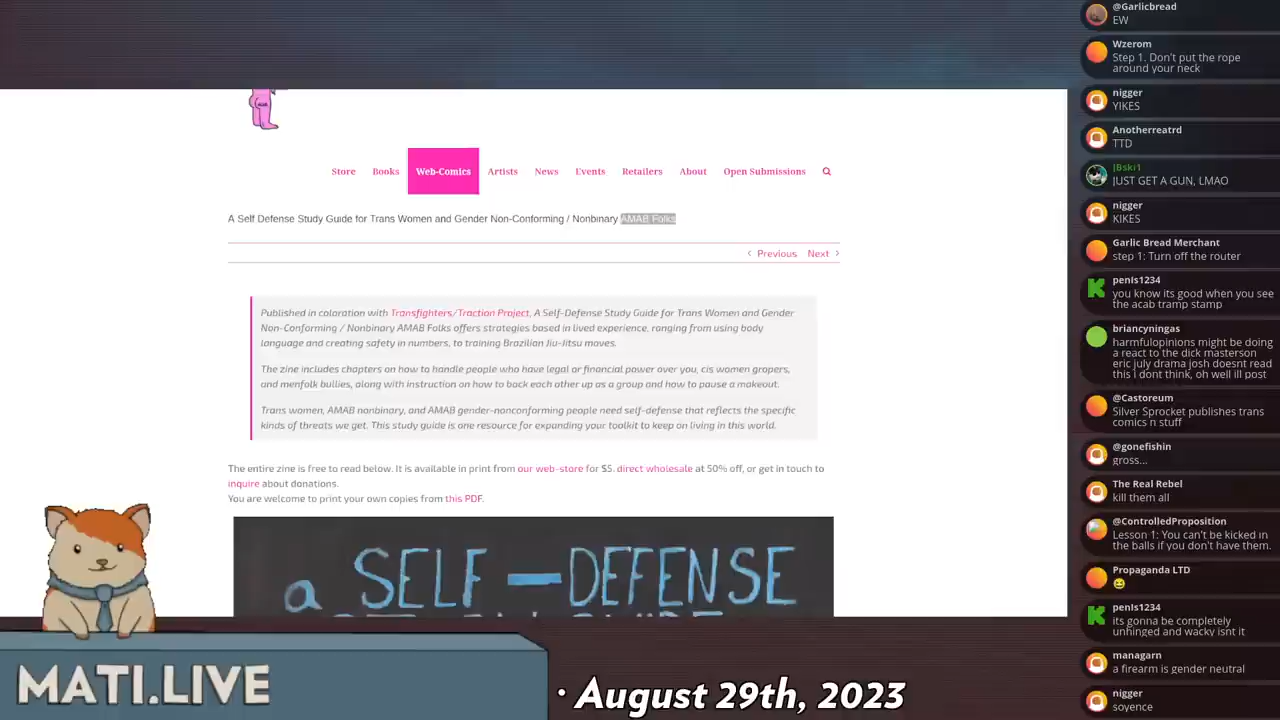 Store Books Web-Comics Artists News Events Retailers About Open Submissions
A Self Defense Study Guide for Trans Women and Gender Non-Conforming / Nonbinary AMAB Folks
Previous Next
Published in coloration with Transfighters/Traction Project, A Self-Defense Study Guide for Trans Women and Gender
Non-Conforming / Nonbinary AMAB Folks offers strategies based in lived experience, ranging from using body
language and creating safety in numbers, to training Brazilian Jiu-Jitsu moves.
The zine includes chapters on how to handle people who have legal or financial power over you, cis women gropers,
and menfolk bullies, along with instruction on how to back each other up as a group and how to pause a makeout.
Trans women, AMAB nonbinary, and AMAB gender-nonconforming people need self-defense that reflects the specific
kinds of threats we get. This study guide is one resource for expanding your toolkit to keep on living in this world.
The entire zine is free to read below. It is available in print from our web-store for $5. direct wholesale at 50% off, or get in touch to
inquire about donations.
You are welcome to print your own copies from this PDF.
a SELF-DEFENSE
MATI.LIVE
· August 29th, 2023
@Garlicbread
EW
Wzerom
Step 1. Don't put the rope
around your neck
nigger
YIKES
Anotherreatrd
TTD
JBski1
JUST GET A GUN, LMAO
nigger
KIKES
Garlic Bread Merchant
step 1: Turn off the router
penIs1234
you know its good when you see
the acab tramp stamp
briancyningas
harmfulopinions might be doing
a react to the dick masterson
eric july drama josh doesnt read
this i dont think, oh well ill post
@Castoreum
Silver Sprocket publishes trans
comics n stuff
@gonefishin
gross...
The Real Rebel
kill them all
@ControlledProposition
Lesson 1: You can't be kicked in
the balls if you don't have them.
Propaganda LTD
penIs1234
its gonna be completely
unhinged and wacky isnt it
managarn
a firearm is gender neutral
nigger
soyence